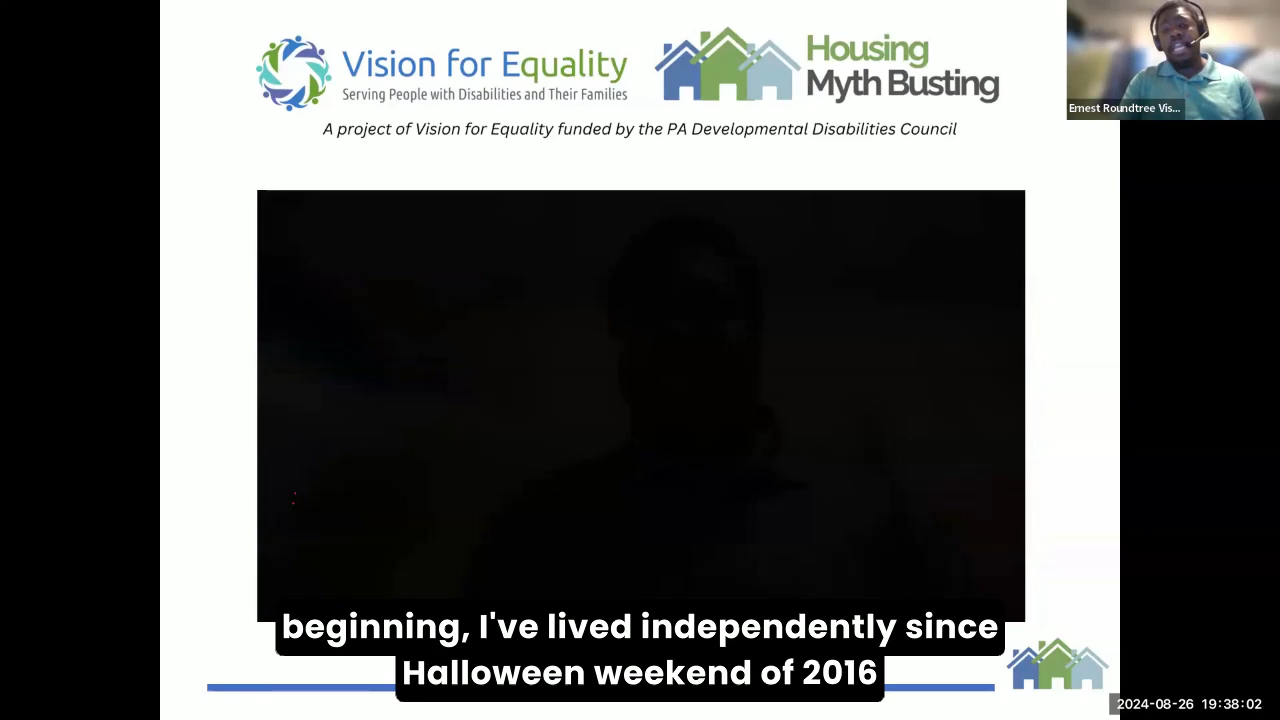 Vision for Equality
Serving People with Disabilities and Their Families
Housing
Myth Busting
A project of Vision for Equality funded by the PA Developmental Disabilities Council
Ernest Roundtree Vis...
beginning, I've lived independently since
Halloween weekend of 2016
2024-08-26 19:38:02